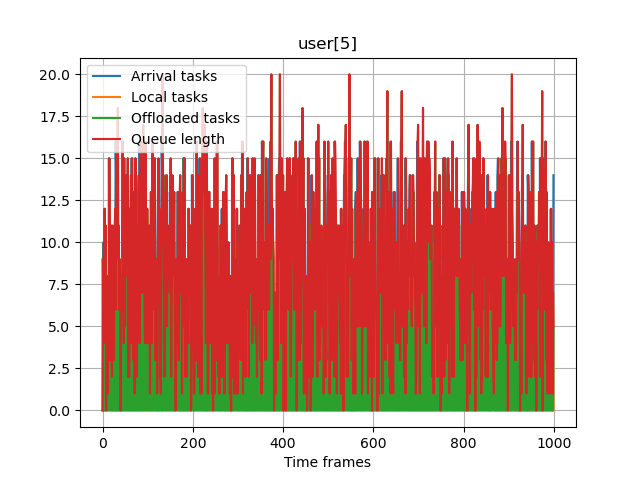 user[5]
Arrival tasks
Local tasks
Offloaded tasks
Queue length
20.0
17.5
15.0
12.5
10.0
7.5
5.0
2.5
0.0
0 200 400 600 800 1000
Time frames